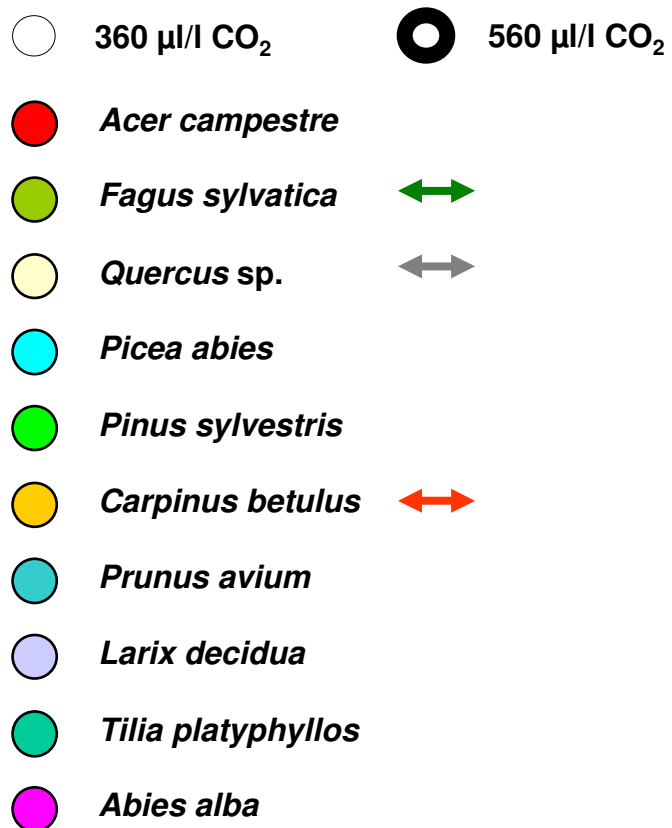 360 µl/l CO₂ 560 µl/l CO₂
Acer campestre
Fagus sylvatica
Quercus sp.
Picea abies
Pinus sylvestris
Carpinus betulus
Prunus avium
Larix decidua
Tilia platyphyllos
Abies alba